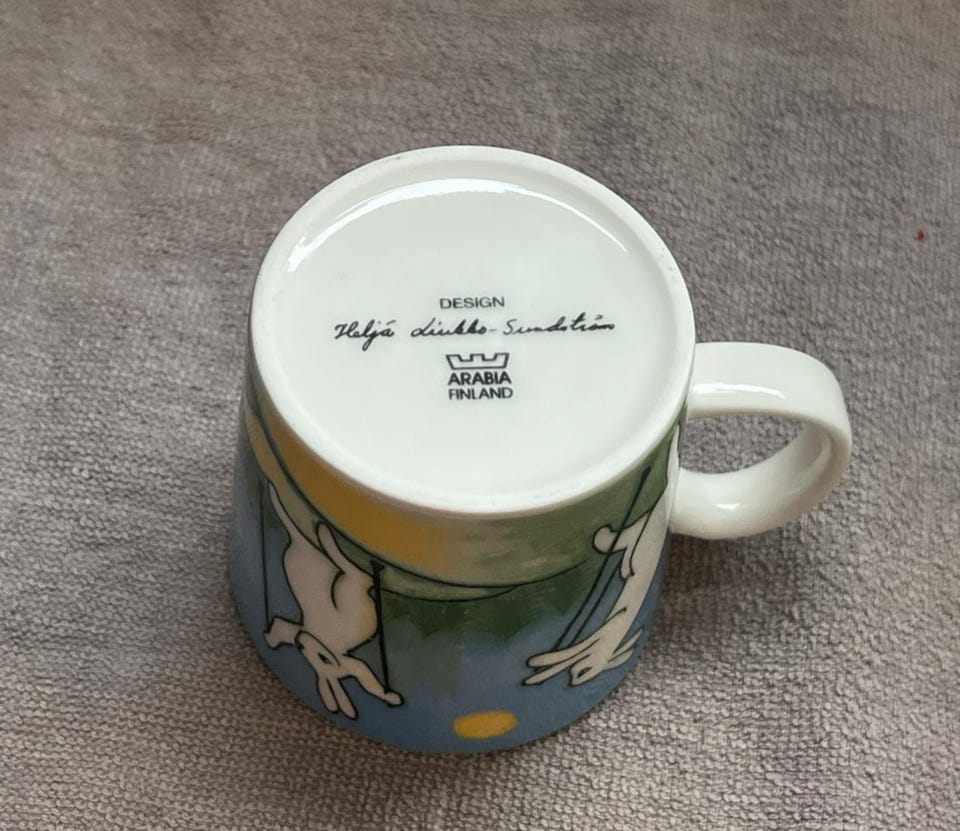 DESIGN
Heljä Liukko-Sundström
ARABIA
FINLAND